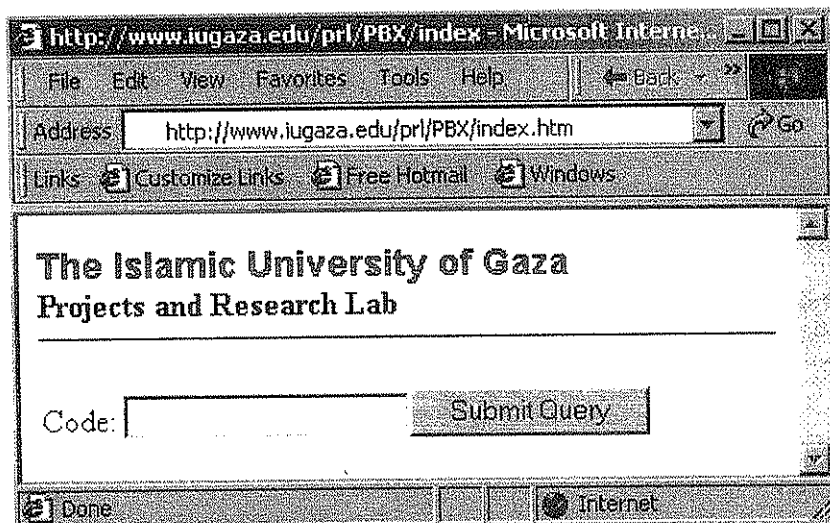 http://www.iugaza.edu/prl/PBX/index - Microsoft Interne...
File Edit View Favorites Tools Help Back »
Address http://www.iugaza.edu/prl/PBX/index.htm Go
Links Customize Links Free Hotmail Windows
The Islamic University of Gaza
Projects and Research Lab
Code: Submit Query
Done Internet